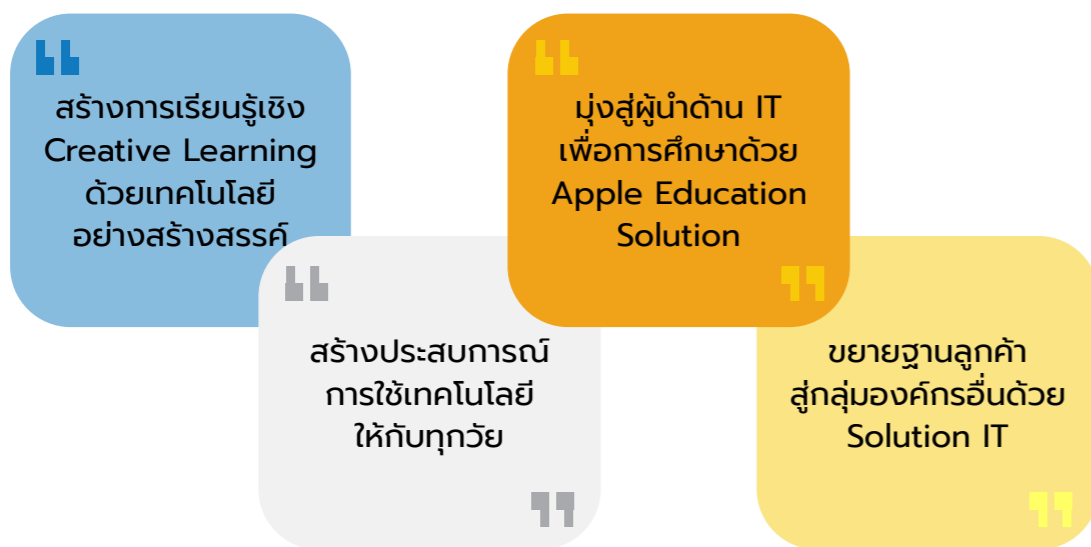 สร้างการเรียนรู้เชิง
Creative Learning
ด้วยเทคโนโลยี
อย่างสร้างสรรค์
สร้างประสบการณ์
การใช้เทคโนโลยี
ให้กับทุกวัย
มุ่งสู่ผู้นำด้าน IT
เพื่อการศึกษาด้วย
Apple Education
Solution
ขยายฐานลูกค้า
สู่กลุ่มองค์กรอื่นด้วย
Solution IT